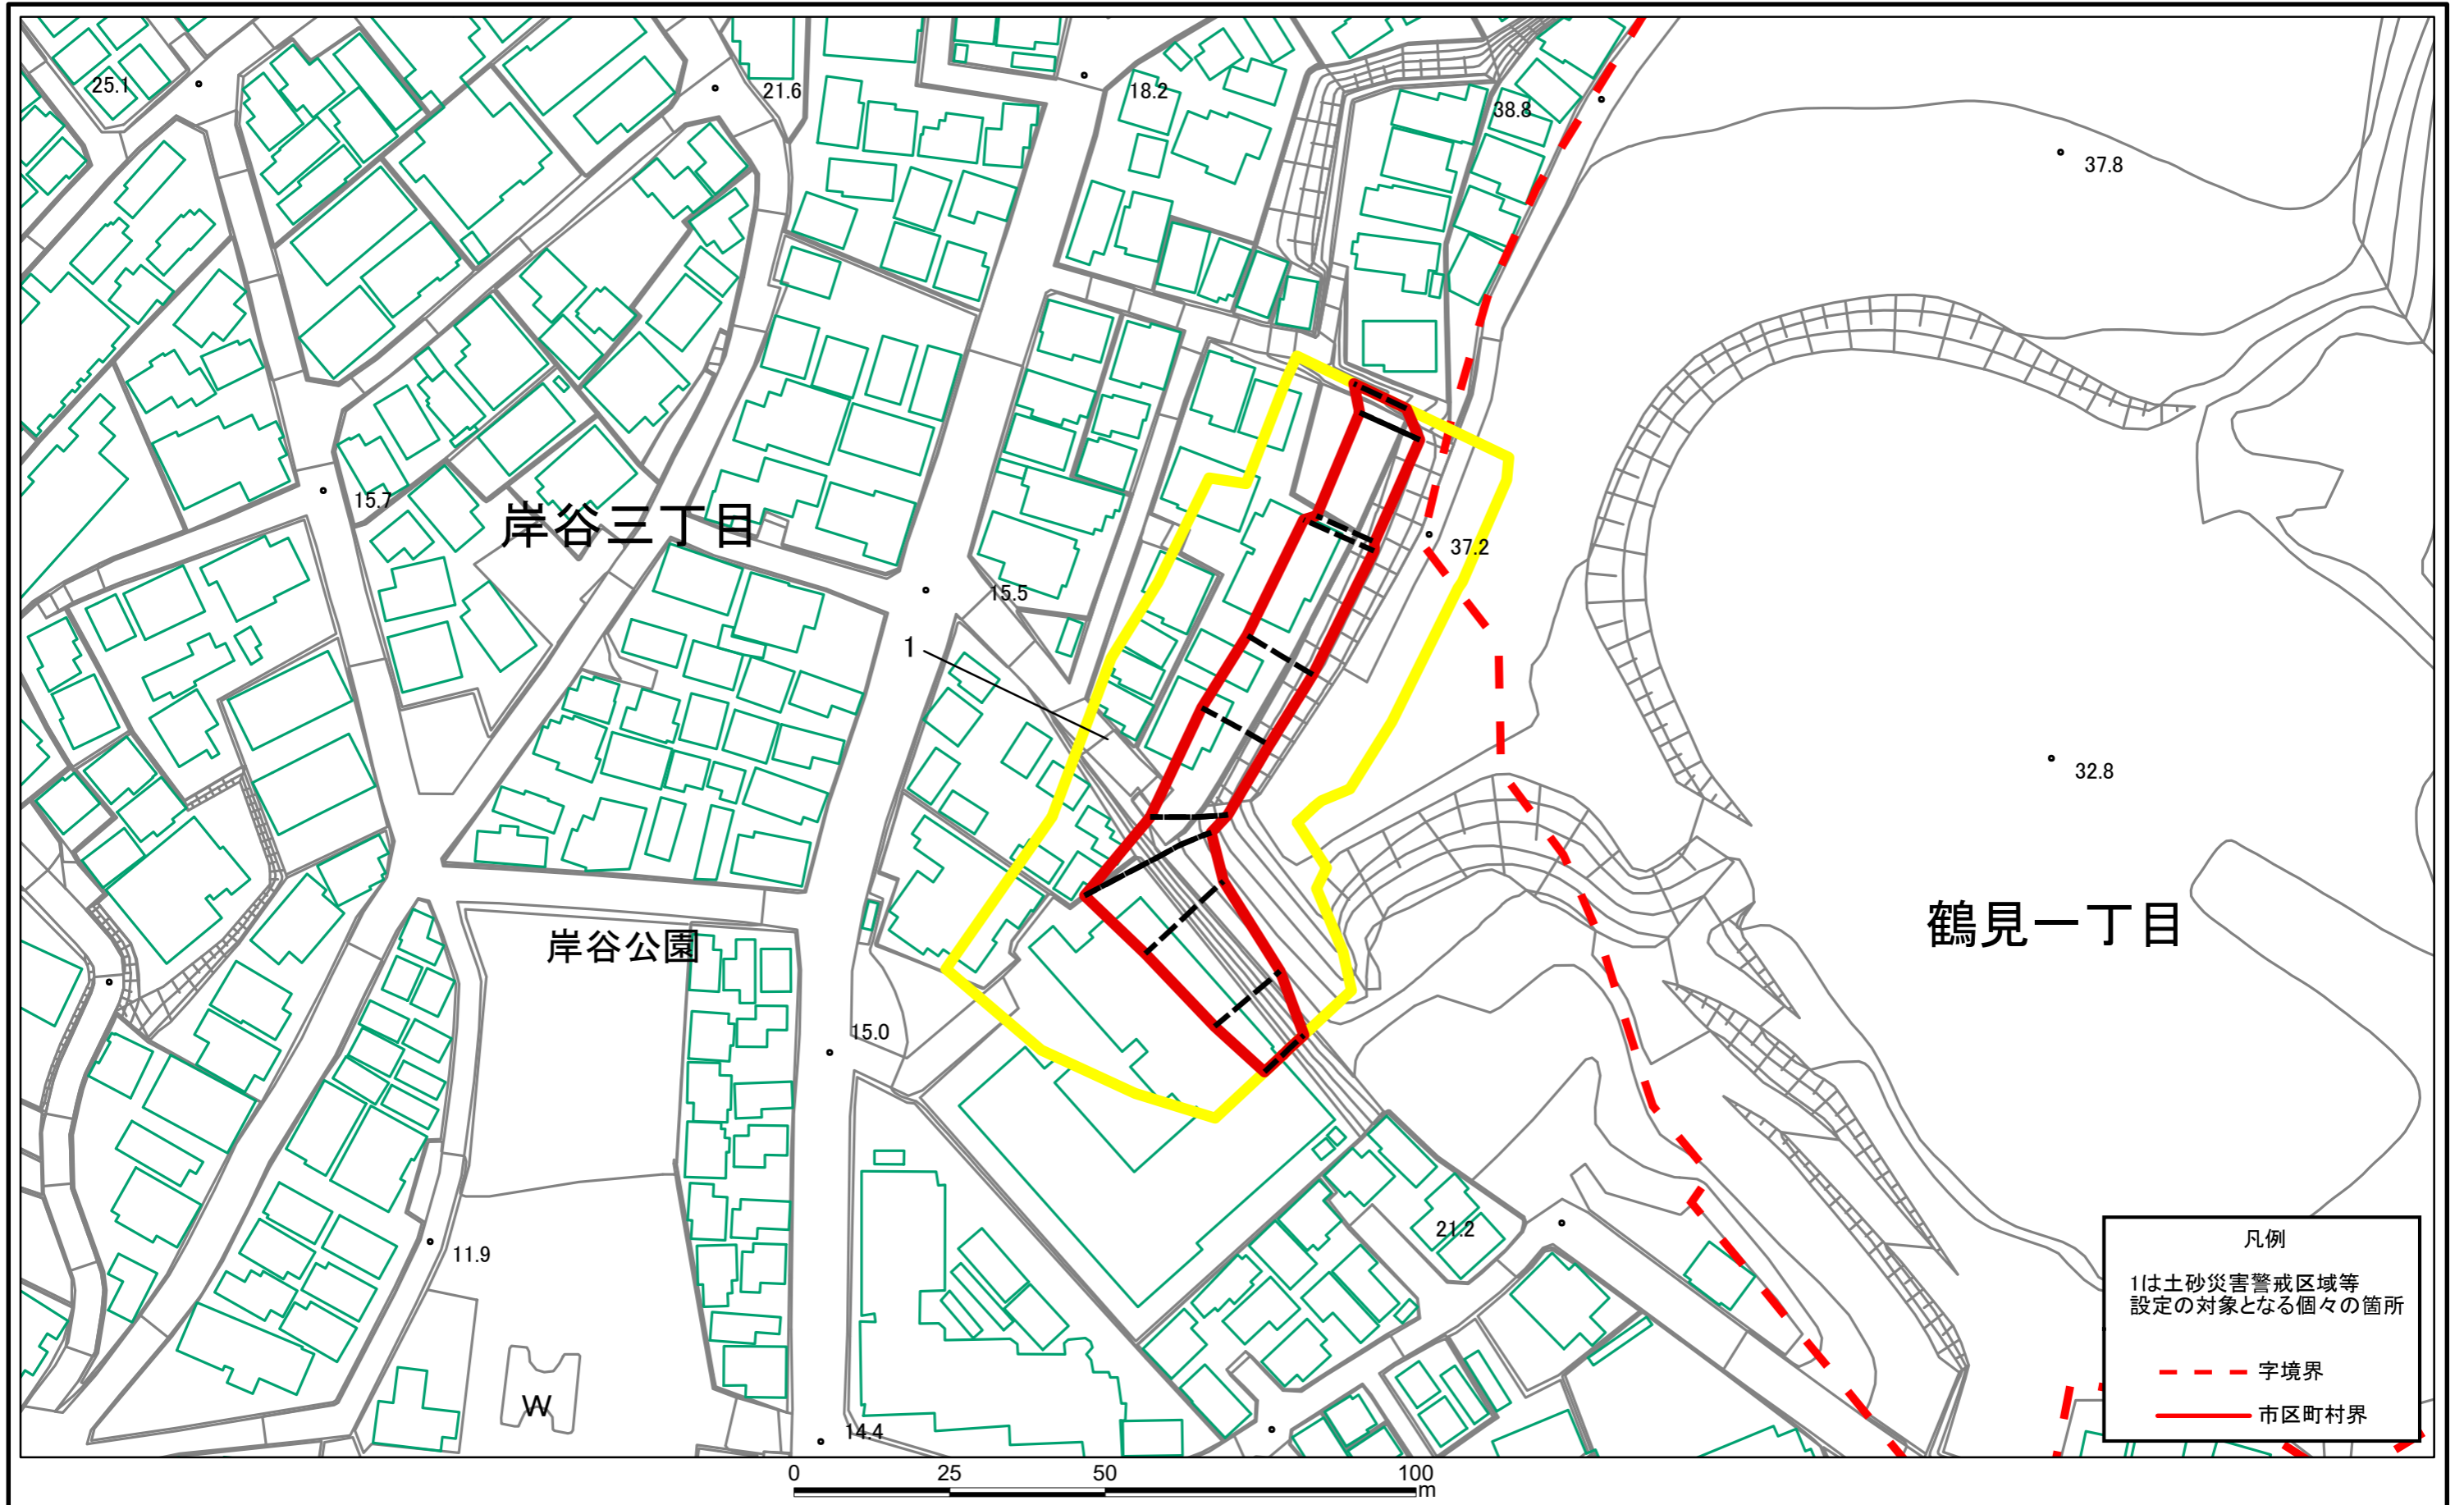 25.1
21.6
18.2
38.8
37.8
15.7
岸谷三丁目
37.2
15.5
1
32.8
鶴見一丁目
岸谷公園
15.0
21.2
11.9
W
14.4
凡例
1は土砂災害警戒区域等
設定の対象となる個々の箇所
字境界
市区町村界
0 25 50 100
m